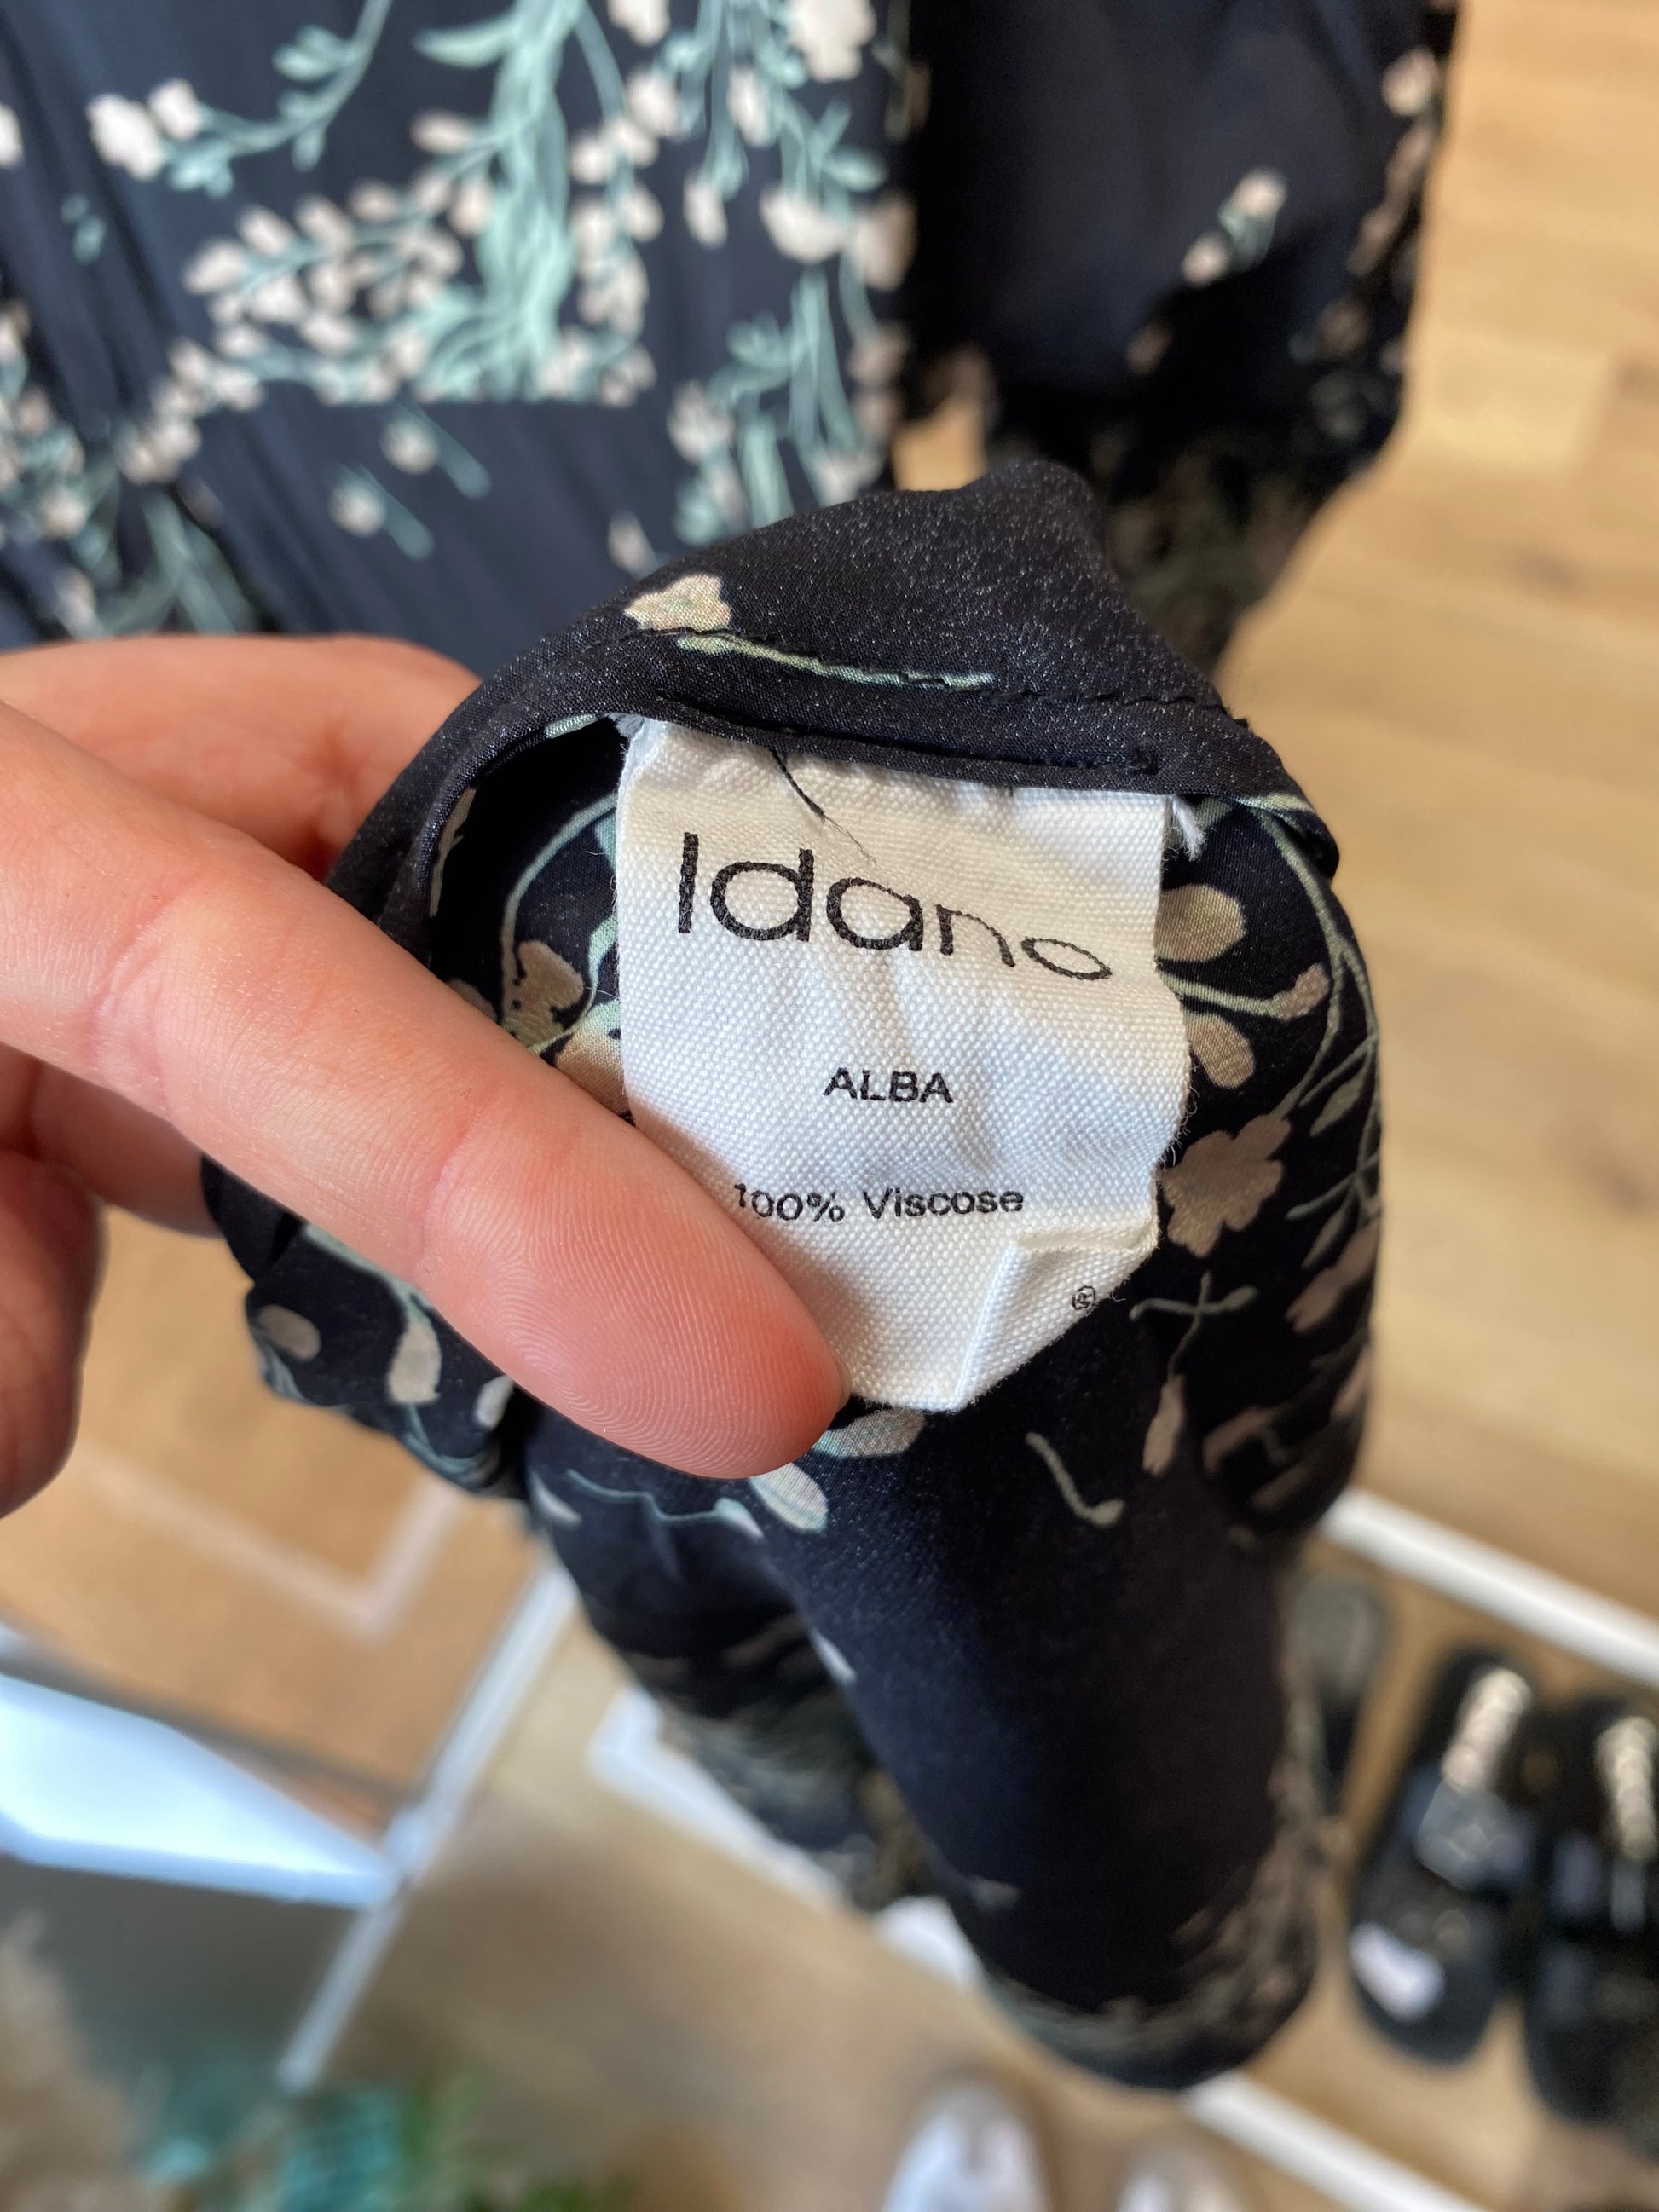 Idano
ALBA
100% Viscose